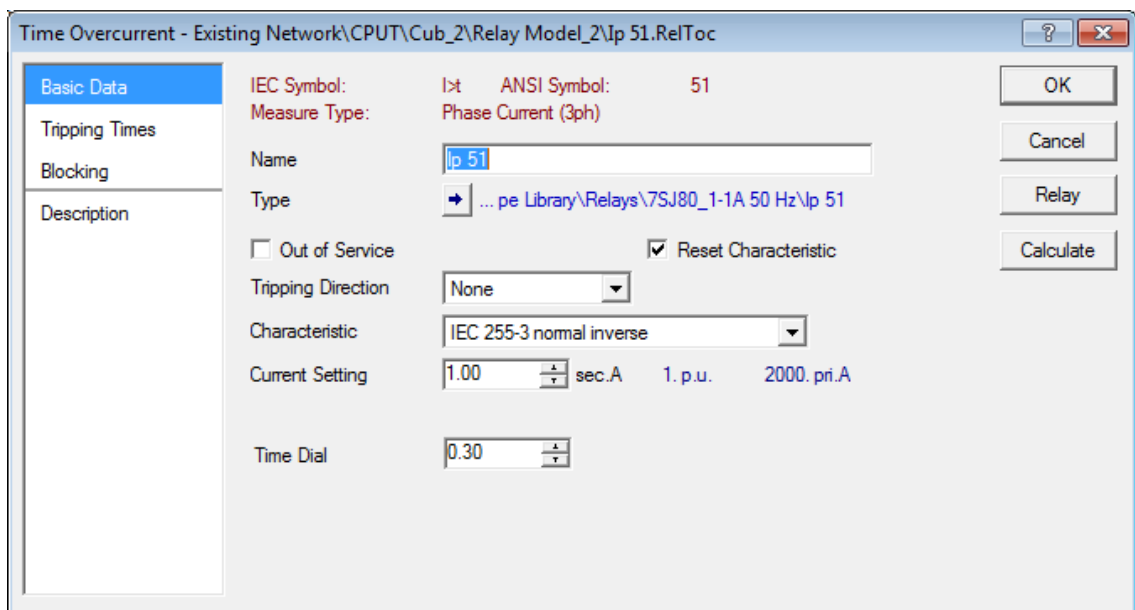 Time Overcurrent - Existing Network\CPUT\Cub_2\Relay Model_2\Ip 51.RelToc
Basic Data
Tripping Times
Blocking
Description
IEC Symbol: I>t ANSI Symbol: 51
Measure Type: Phase Current (3ph)
Name Ip 51
Type ... pe Library\Relays\7SJ80_1-1A 50 Hz\Ip 51
Out of Service Reset Characteristic
Tripping Direction None
Characteristic IEC 255-3 normal inverse
Current Setting 1.00 sec.A 1. p.u. 2000. pri.A
Time Dial 0.30
OK
Cancel
Relay
Calculate